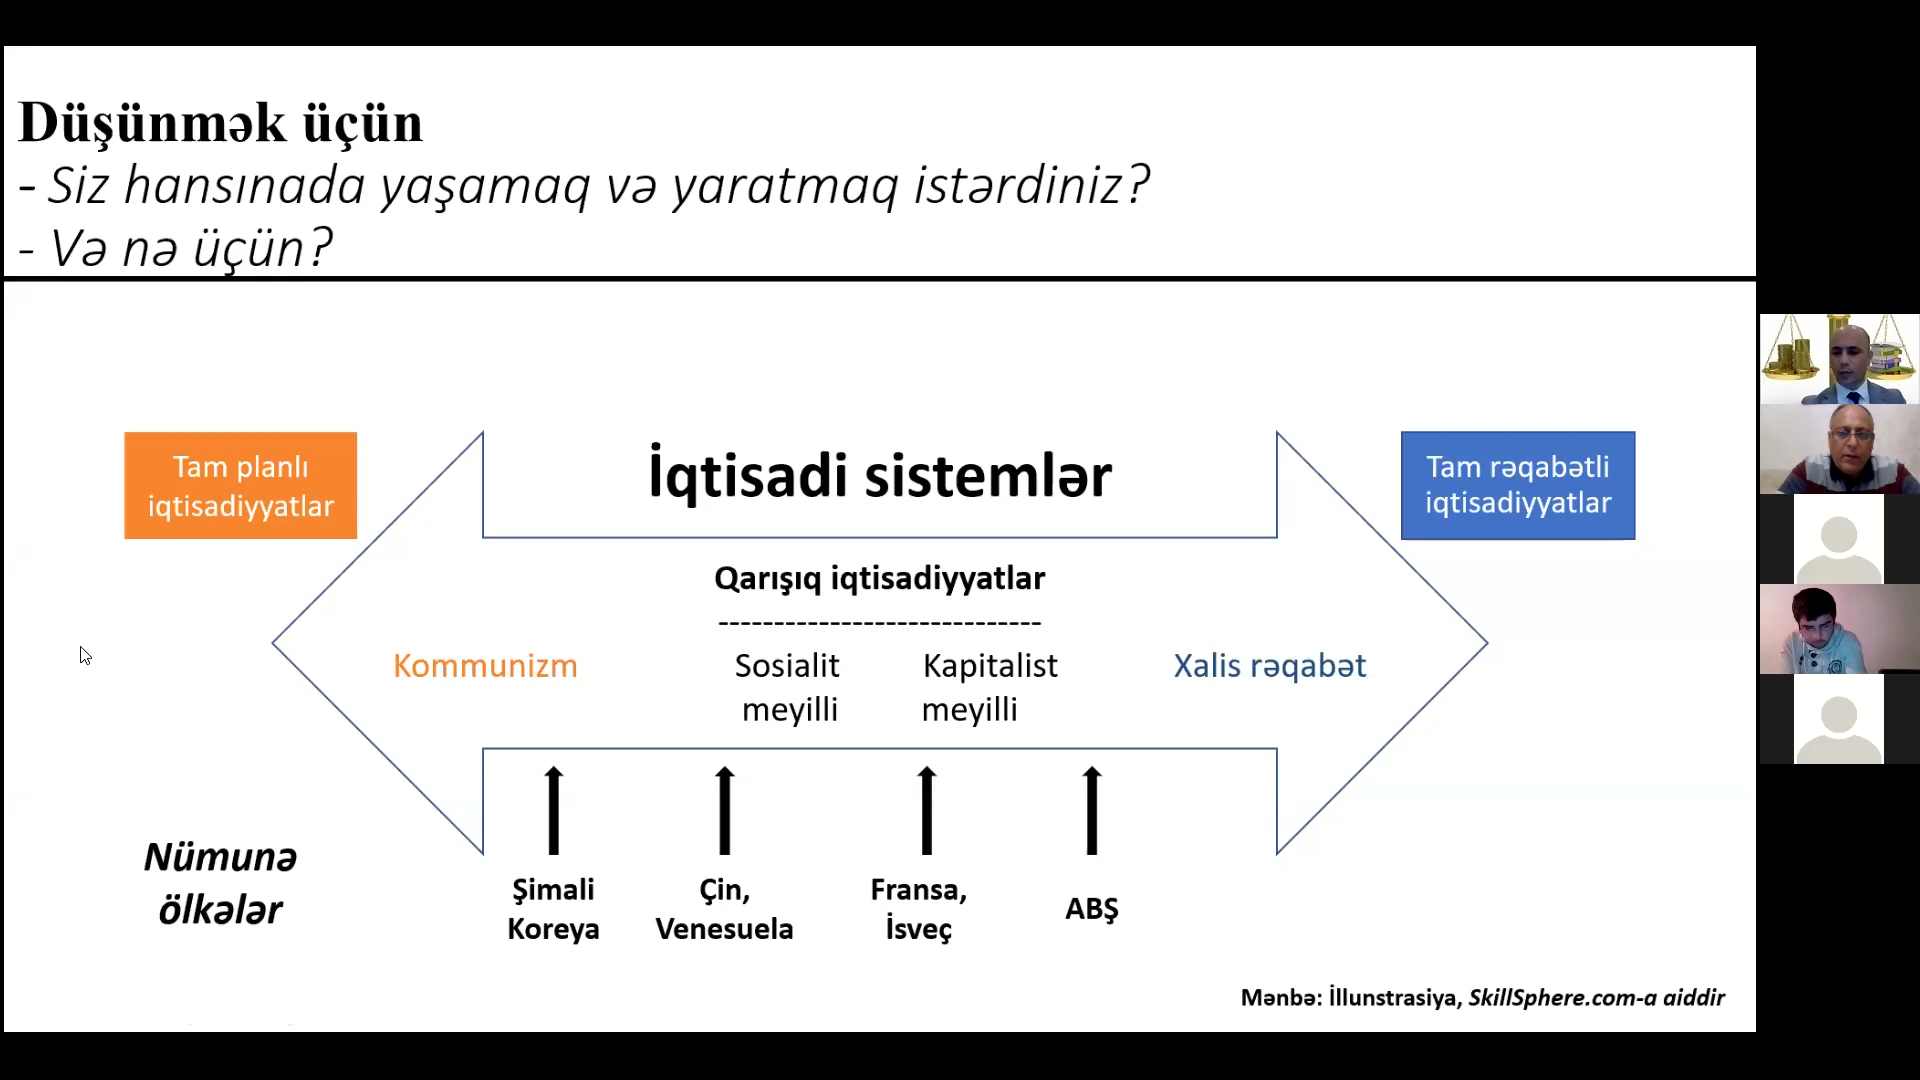 Düşünmək üçün
- Siz hansınada yaşamaq və yaratmaq istərdiniz?
- Və nə üçün?
Tam planlı
iqtisadiyyatlar
İqtisadi sistemlər
Tam rəqabətli
iqtisadiyyatlar
Qarışıq iqtisadiyyatlar
-----------------------------
Kommunizm
Sosialit
meyilli
Kapitalist
meyilli
Xalis rəqabət
Nümunə
ölkələr
Şimali
Koreya
Çin,
Venesuela
Fransa,
İsveç
ABŞ
Mənbə: İllunstrasiya, SkillSphere.com-a aiddir